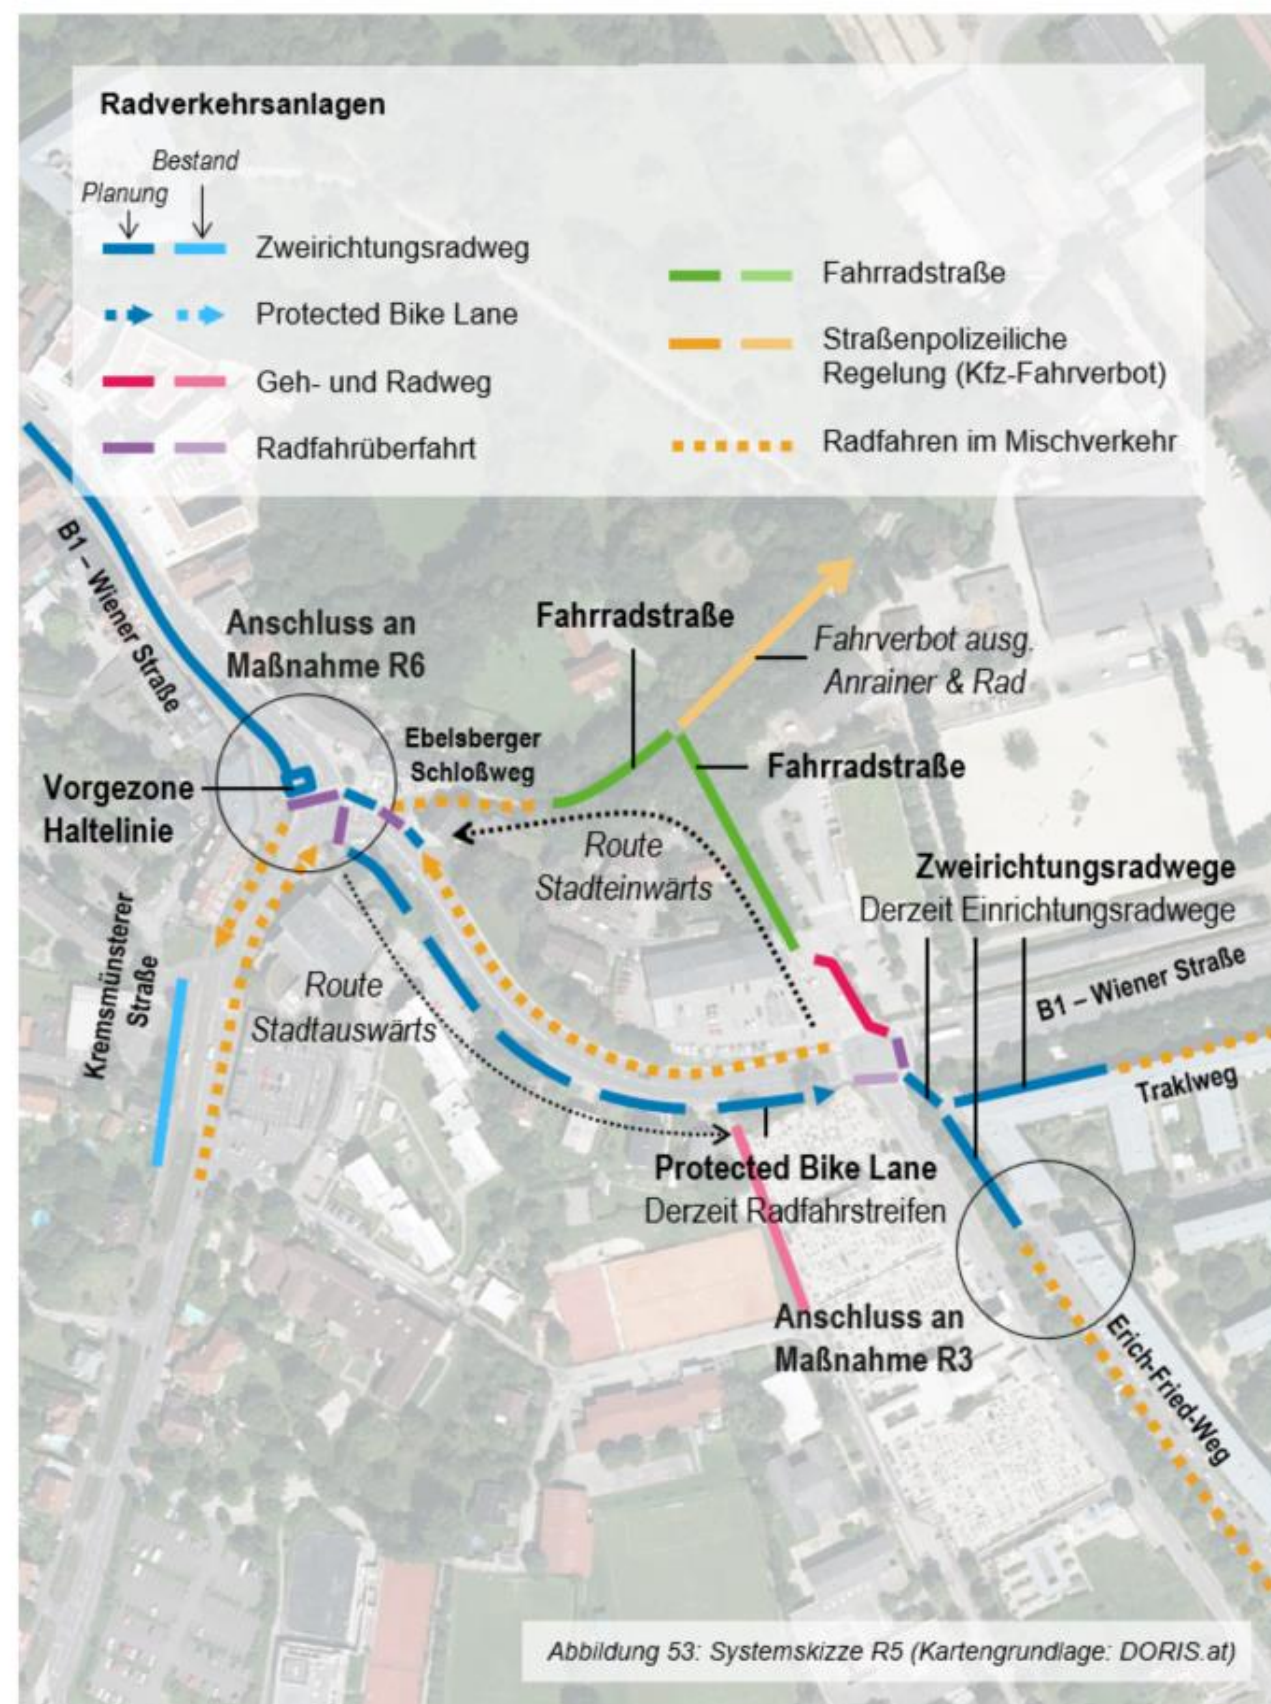 Radverkehrsanlagen
Bestand
Planung
Zweirichtungsradweg
Protected Bike Lane
Geh- und Radweg
Radfahrüberfahrt
Fahrradstraße
Straßenpolizeiliche
Regelung (Kfz-Fahrverbot)
Radfahren im Mischverkehr
B1 – Wiener Straße
Anschluss an
Maßnahme R6
Fahrradstraße
Fahrverbot ausg.
Anrainer & Rad
Ebelsberger
Schloßweg
Fahrradstraße
Vorgezone
Haltelinie
Route
Stadteinwärts
Zweirichtungsradwege
Derzeit Einrichtungsradwege
Kremsmünsterer
Straße
Route
Stadtauswärts
B1 – Wiener Straße
Traklweg
Protected Bike Lane
Derzeit Radfahrstreifen
Anschluss an
Maßnahme R3
Erich-Fried-Weg
Abbildung 53: Systemskizze R5 (Kartengrundlage: DORIS.at)